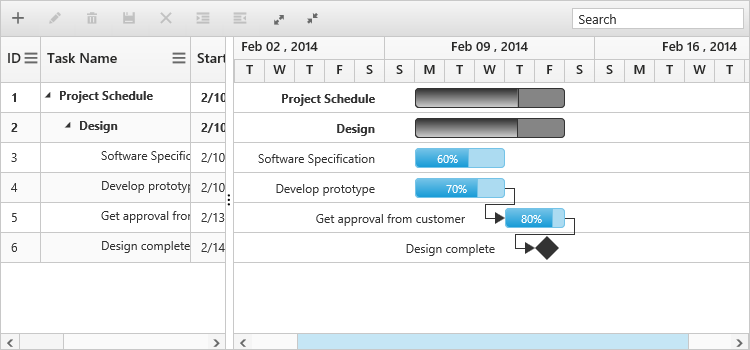 Search
ID Task Name Start
Feb 02 , 2014 Feb 09 , 2014 Feb 16 , 2014
T W T F S S M T W T F S S M T W T
1 Project Schedule 2/10
2 Design 2/10
3 Software Specific 2/10
4 Develop prototyp 2/10
5 Get approval fror 2/13
6 Design complete 2/14
Project Schedule
Design
Software Specification 60%
Develop prototype 70%
Get approval from customer 80%
Design complete